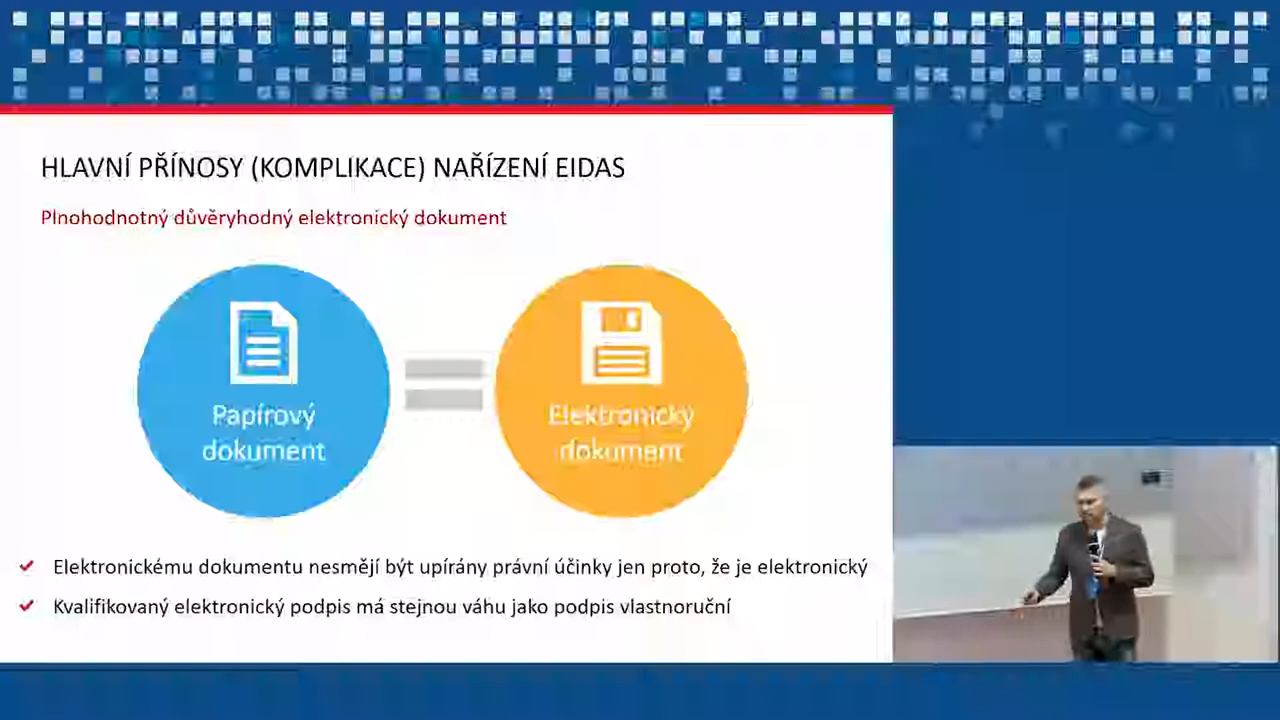 HLAVNÍ PŘÍNOSY (KOMPLIKACE) NAŘÍZENÍ EIDAS
Plnohodnotný důvěryhodný elektronický dokument
Papírový
dokument
Elektronický
dokument
Elektronickému dokumentu nesmějí být upírány právní účinky jen proto, že je elektronický
Kvalifikovaný elektronický podpis má stejnou váhu jako podpis vlastnoruční